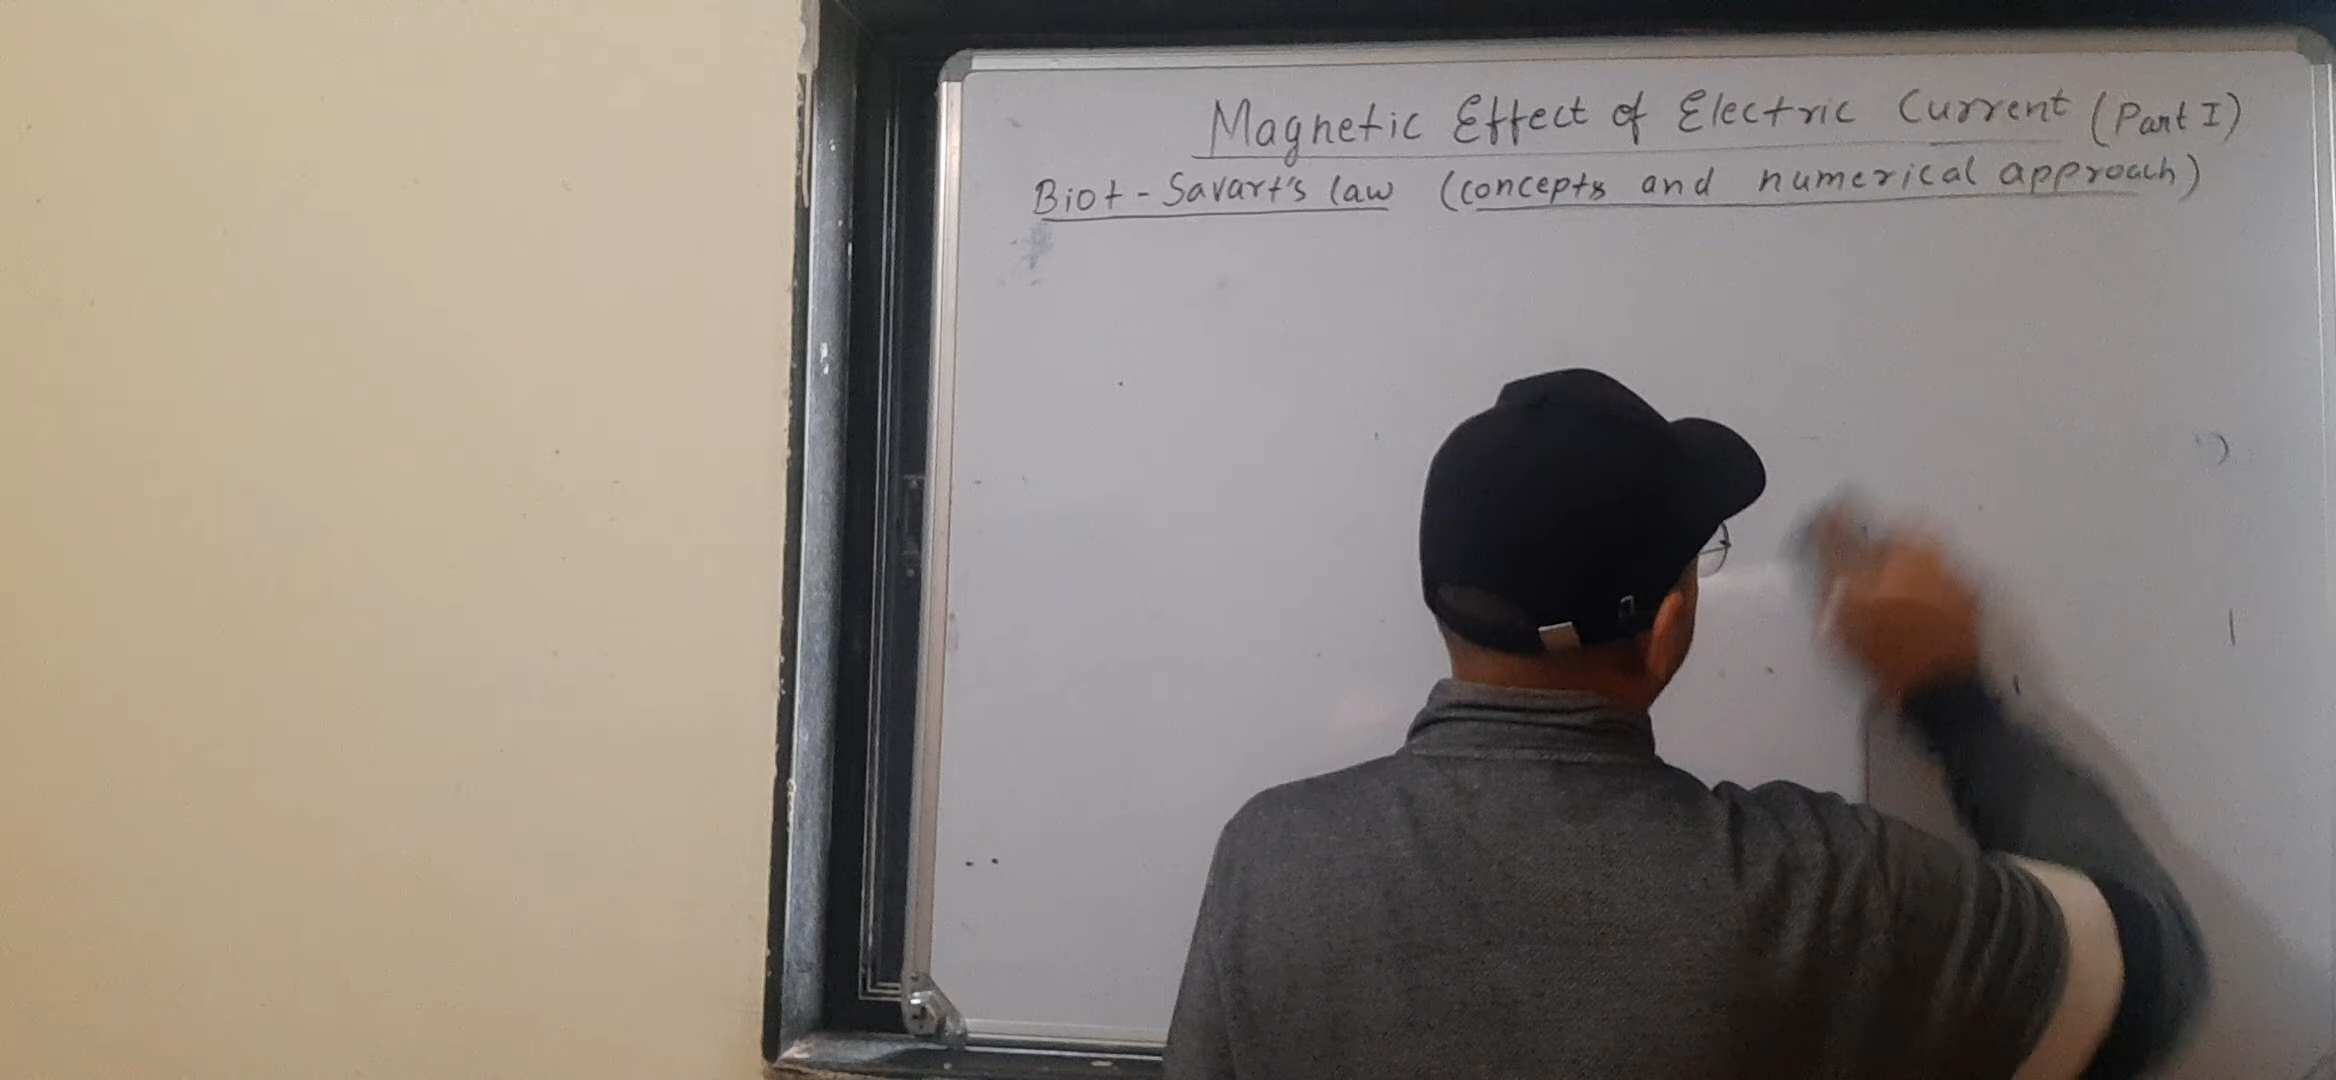 Magnetic Effect of Electric Current (Part I)
Biot-Savart's law (concepts and numerical approach)